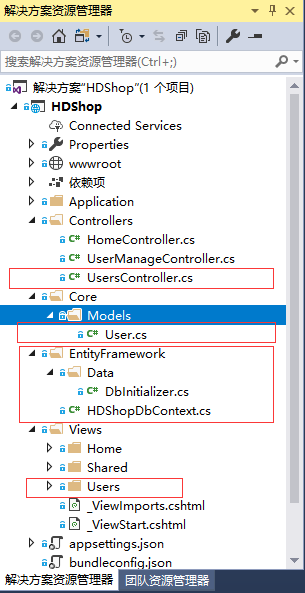 解决方案资源管理器
搜索解决方案资源管理器(Ctrl+;)
解决方案"HDShop"(1 个项目)
HDShop
Connected Services
Properties
wwwroot
依赖项
Application
Controllers
C# HomeController.cs
C# UserManageController.cs
C# UsersController.cs
Core
Models
C# User.cs
EntityFramework
Data
C# DbInitializer.cs
C# HDShopDbContext.cs
Views
Home
Shared
Users
_ViewImports.cshtml
_ViewStart.cshtml
appsettings.json
bundleconfig.json
解决方案资源管理器 团队资源管理器